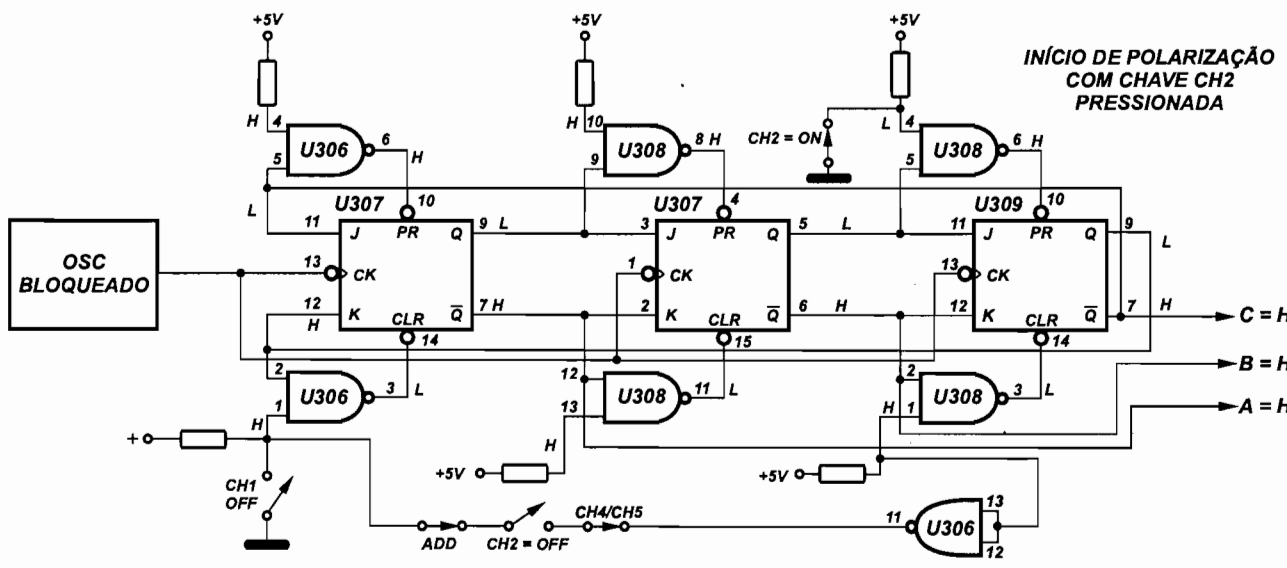 +5V
+5V
+5V
INÍCIO DE POLARIZAÇÃO
COM CHAVE CH2
PRESSIONADA
H 4
U306
6
H
5
H 10
U308
8 H
9
CH2 = ON
L 4
U308
6 H
5
L
U307
10
U307
4
U309
10
OSC
BLOQUEADO
11 J
PR
Q
9 L
3 J
PR
Q
5 L
11 J
PR
Q
9
L
13
CK
1
CK
13
CK
12 K
H
CLR
Q
7 H
14
2 K
CLR
Q
6 H
15
12 K
CLR
Q
7 H
14
C = H
B = H
A = H
2
U306
3 L
1
H
12
U308
11 L
13
H
2
U308
3 L
H 1
+
CH1
OFF
+5V
+5V
ADD
CH2 = OFF
CH4/CH5
11
U306
13
12